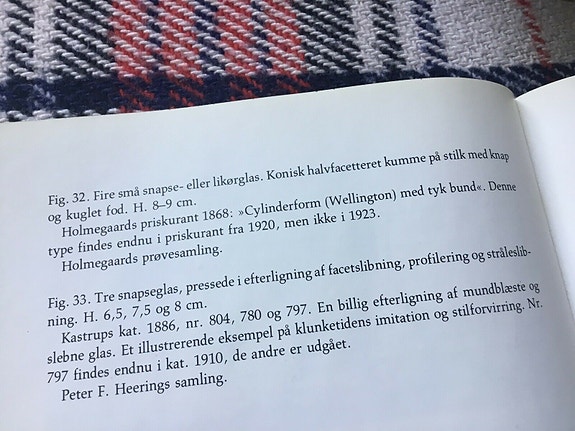 Fig. 32. Fire små snapse- eller likørglas. Konisk halvfacetteret kumme på stilk med knap
og kuglet fod. H. 8–9 cm.
Holmegaards priskurant 1868: »Cylinderform (Wellington) med tyk bund«. Denne
type findes endnu i priskurant fra 1920, men ikke i 1923.
Holmegaards prøvesamling.
Fig. 33. Tre snapseglas, pressede i efterligning af facetslibning, profilering og stråleslib-
ning. H. 6,5, 7,5 og 8 cm.
Kastrups kat. 1886, nr. 804, 780 og 797. En billig efterligning af mundblæste og
slebne glas. Et illustrerende eksempel på klunketidens imitation og stilforvirring. Nr.
797 findes endnu i kat. 1910, de andre er udgået.
Peter F. Heerings samling.